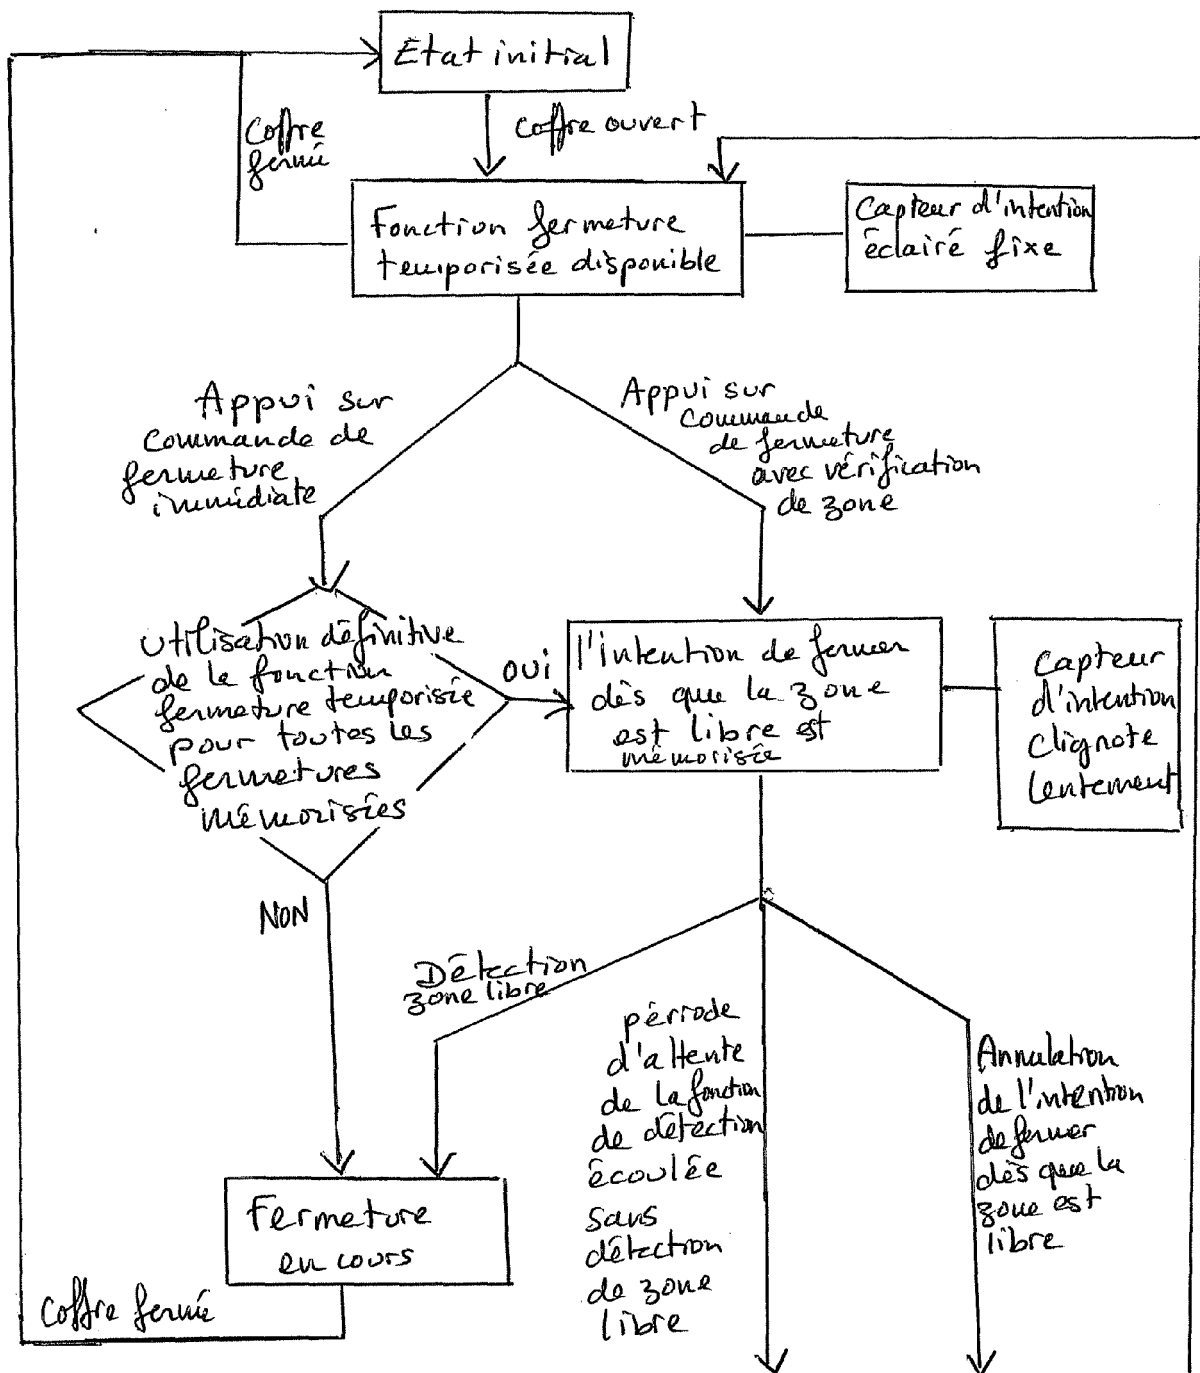 Etat initial
Coffre
fermé
Coffre ouvert
Fonction fermeture
temporisée disponible
Capteur d'intention
éclairé fixe
Appui sur
commande de
fermeture
immédiate
Appui sur
commande
de fermeture
avec vérification
de zone
Utilisation définitive
de la fonction
fermeture temporisée
pour toutes les
fermetures
mémorisées
OUI
l'intention de fermer
dès que la zone
est libre est
mémorisée
Capteur
d'intention
clignote
lentement
NON
Détection
zone libre
période
d'attente
de la fonction
de détection
écoulée
sans
détection
de zone
libre
Annulation
de l'intention
de fermer
dès que la
zone est
libre
Fermeture
en cours
Coffre fermé